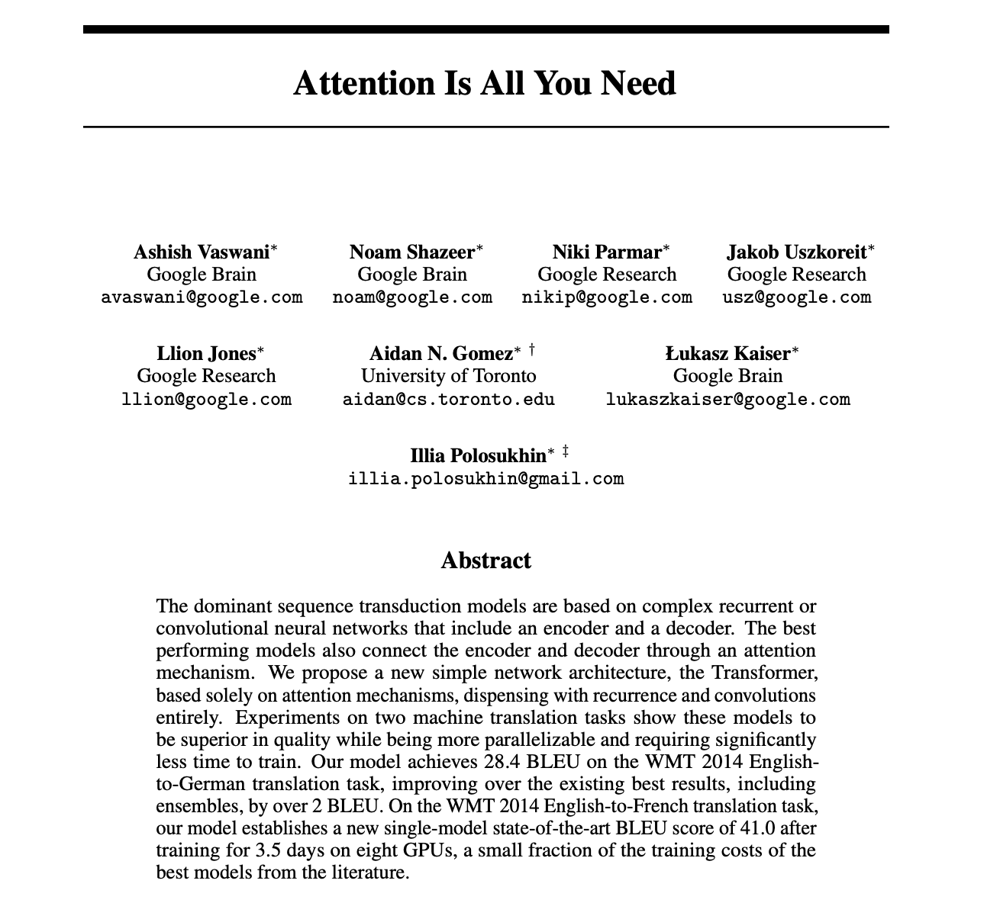 Attention Is All You Need
Ashish Vaswani* Noam Shazeer* Niki Parmar* Jakob Uszkoreit*
Google Brain Google Brain Google Research Google Research
avaswani@google.com noam@google.com nikip@google.com usz@google.com
Llion Jones* Aidan N. Gomez* † Łukasz Kaiser*
Google Research University of Toronto Google Brain
llion@google.com aidan@cs.toronto.edu lukaszkaiser@google.com
Illia Polosukhin* ‡
illia.polosukhin@gmail.com
Abstract
The dominant sequence transduction models are based on complex recurrent or
convolutional neural networks that include an encoder and a decoder. The best
performing models also connect the encoder and decoder through an attention
mechanism. We propose a new simple network architecture, the Transformer,
based solely on attention mechanisms, dispensing with recurrence and convolutions
entirely. Experiments on two machine translation tasks show these models to
be superior in quality while being more parallelizable and requiring significantly
less time to train. Our model achieves 28.4 BLEU on the WMT 2014 English-
to-German translation task, improving over the existing best results, including
ensembles, by over 2 BLEU. On the WMT 2014 English-to-French translation task,
our model establishes a new single-model state-of-the-art BLEU score of 41.0 after
training for 3.5 days on eight GPUs, a small fraction of the training costs of the
best models from the literature.